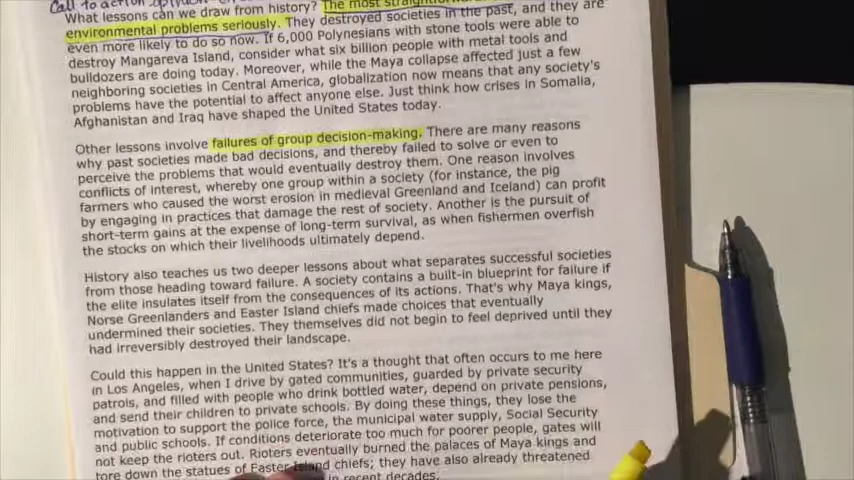 Call to action
What lessons can we draw from history? The most straightforward
environmental problems seriously. They destroyed societies in the past, and they are
even more likely to do so now. If 6,000 Polynesians with stone tools were able to
destroy Mangareva Island, consider what six billion people with metal tools and
bulldozers are doing today. Moreover, while the Maya collapse affected just a few
neighboring societies in Central America, globalization now means that any society's
problems have the potential to affect anyone else. Just think how crises in Somalia,
Afghanistan and Iraq have shaped the United States today.
Other lessons involve failures of group decision-making. There are many reasons
why past societies made bad decisions, and thereby failed to solve or even to
perceive the problems that would eventually destroy them. One reason involves
conflicts of interest, whereby one group within a society (for instance, the pig
farmers who caused the worst erosion in medieval Greenland and Iceland) can profit
by engaging in practices that damage the rest of society. Another is the pursuit of
short-term gains at the expense of long-term survival, as when fishermen overfish
the stocks on which their livelihoods ultimately depend.
History also teaches us two deeper lessons about what separates successful societies
from those heading toward failure. A society contains a built-in blueprint for failure if
the elite insulates itself from the consequences of its actions. That's why Maya kings,
Norse Greenlanders and Easter Island chiefs made choices that eventually
undermined their societies. They themselves did not begin to feel deprived until they
had irreversibly destroyed their landscape.
Could this happen in the United States? It's a thought that often occurs to me here
in Los Angeles, when I drive by gated communities, guarded by private security
patrols, and filled with people who drink bottled water, depend on private pensions,
and send their children to private schools. By doing these things, they lose the
motivation to support the police force, the municipal water supply, Social Security
and public schools. If conditions deteriorate too much for poorer people, gates will
not keep the rioters out. Rioters eventually burned the palaces of Maya kings and
tore down the statues of Easter Island chiefs; they have also already threatened
in recent decades.